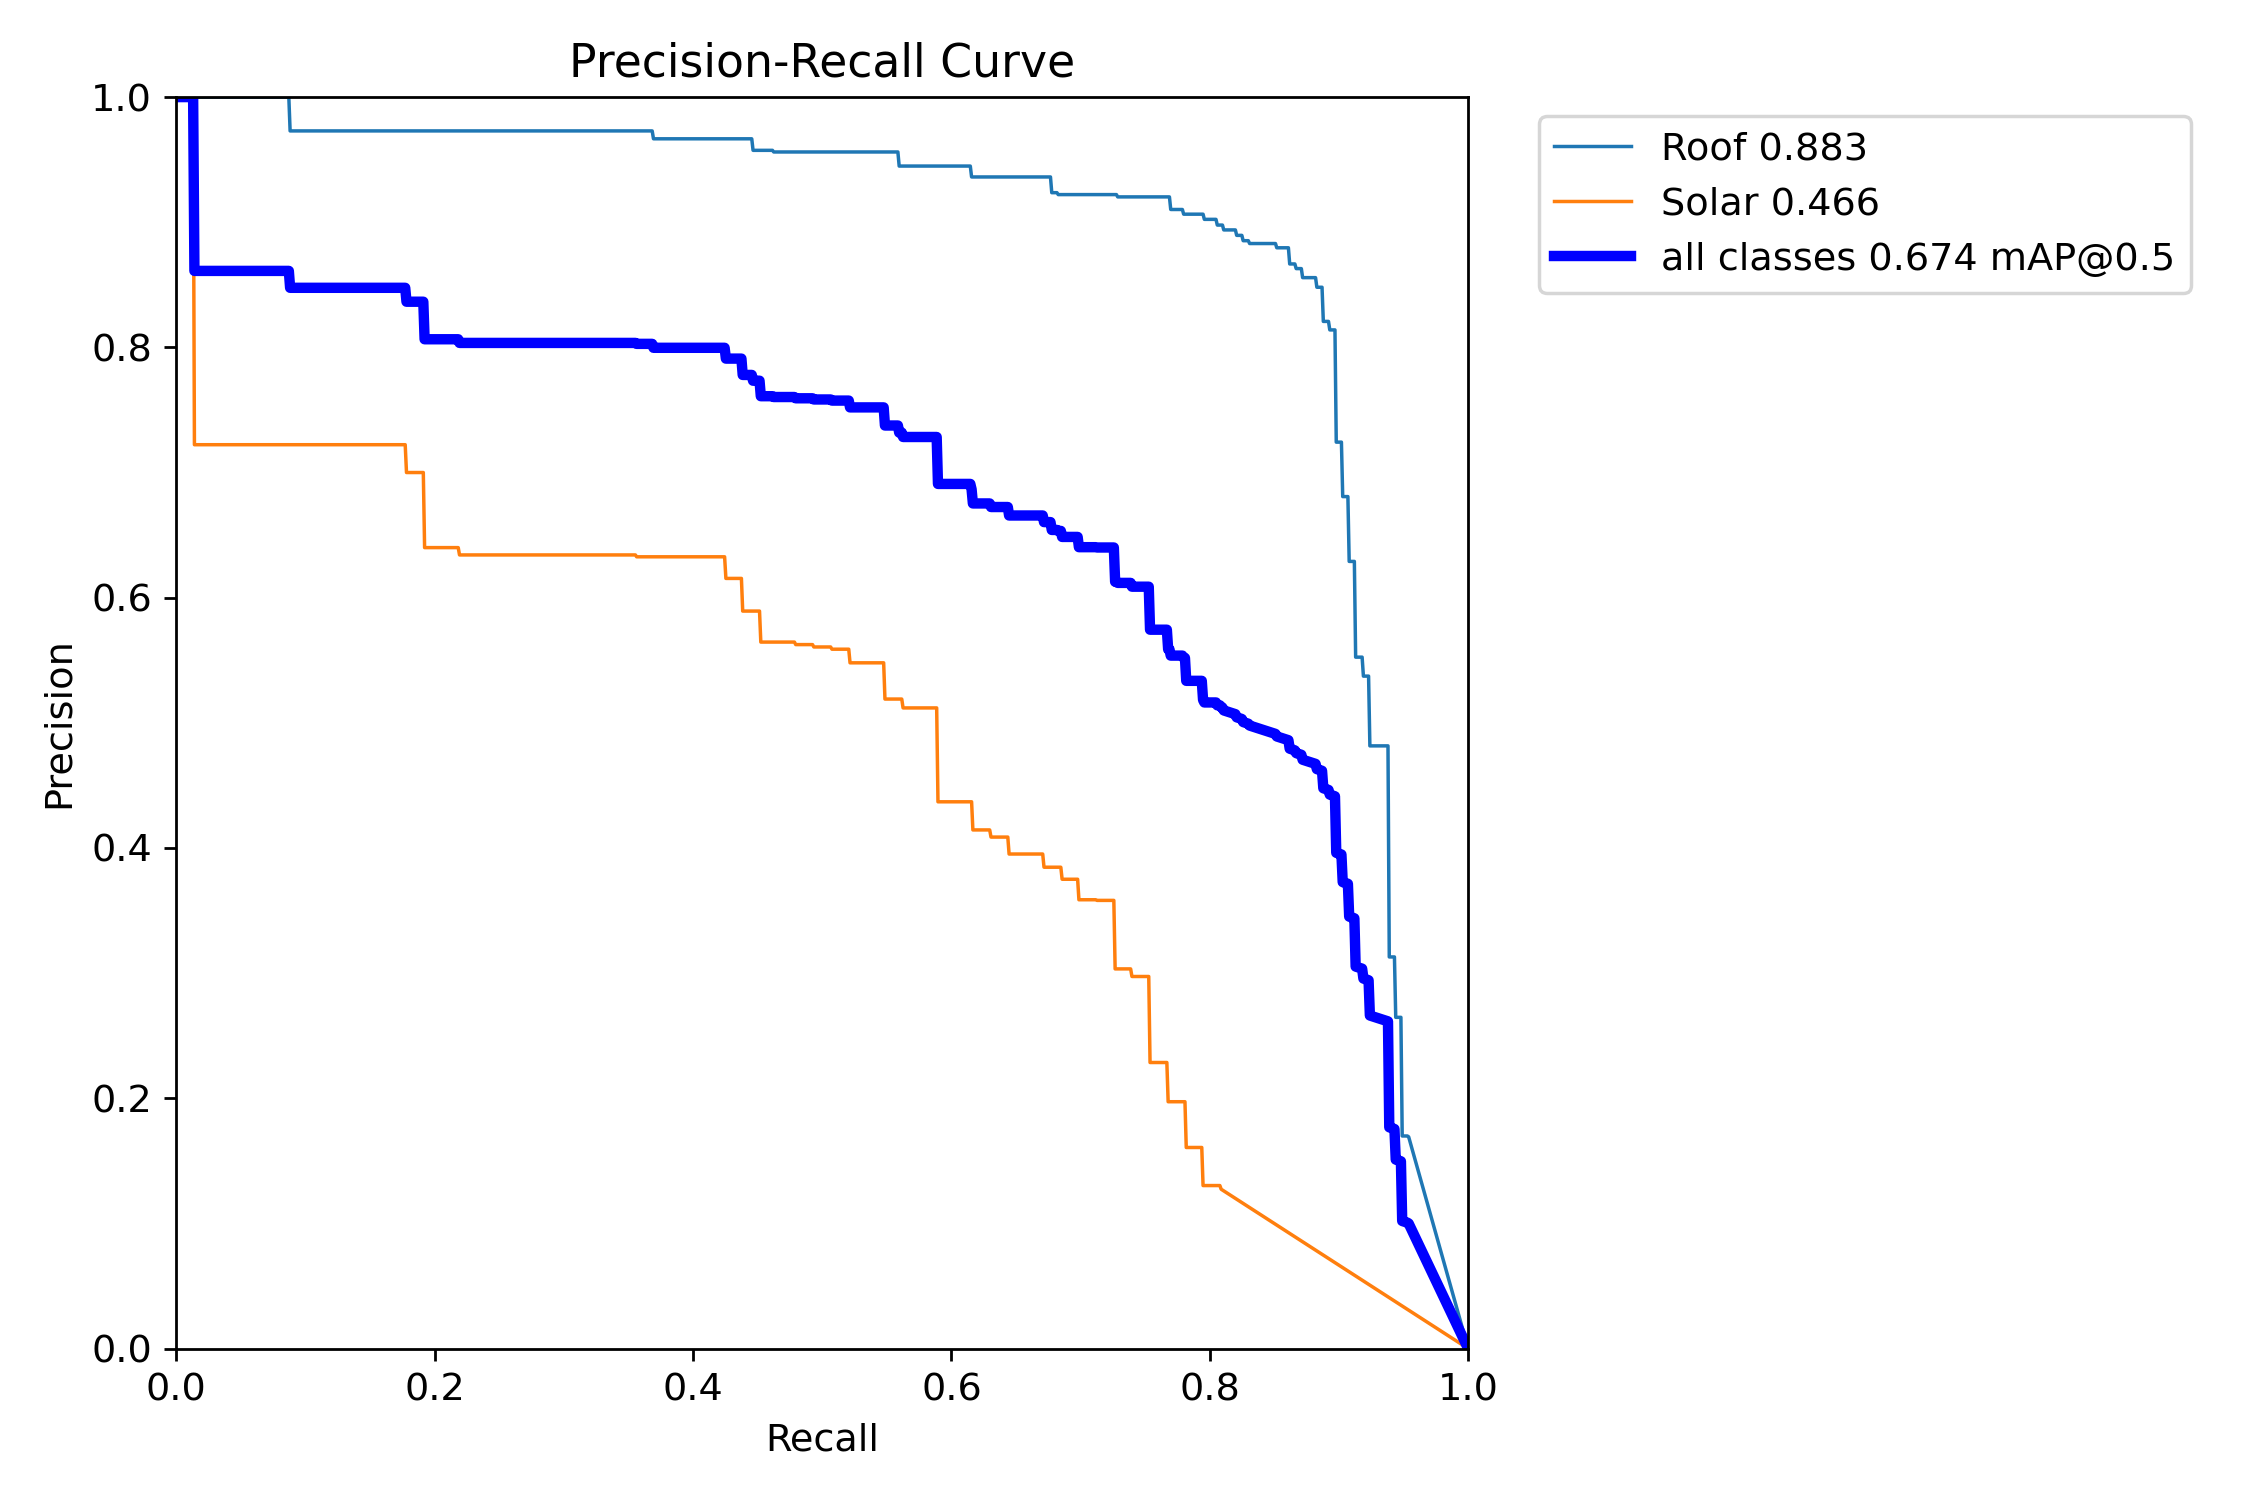 Precision-Recall Curve
1.0
0.8
0.6
0.4
0.2
0.0
Precision
0.0 0.2 0.4 0.6 0.8 1.0
Recall
Roof 0.883
Solar 0.466
all classes 0.674 mAP@0.5